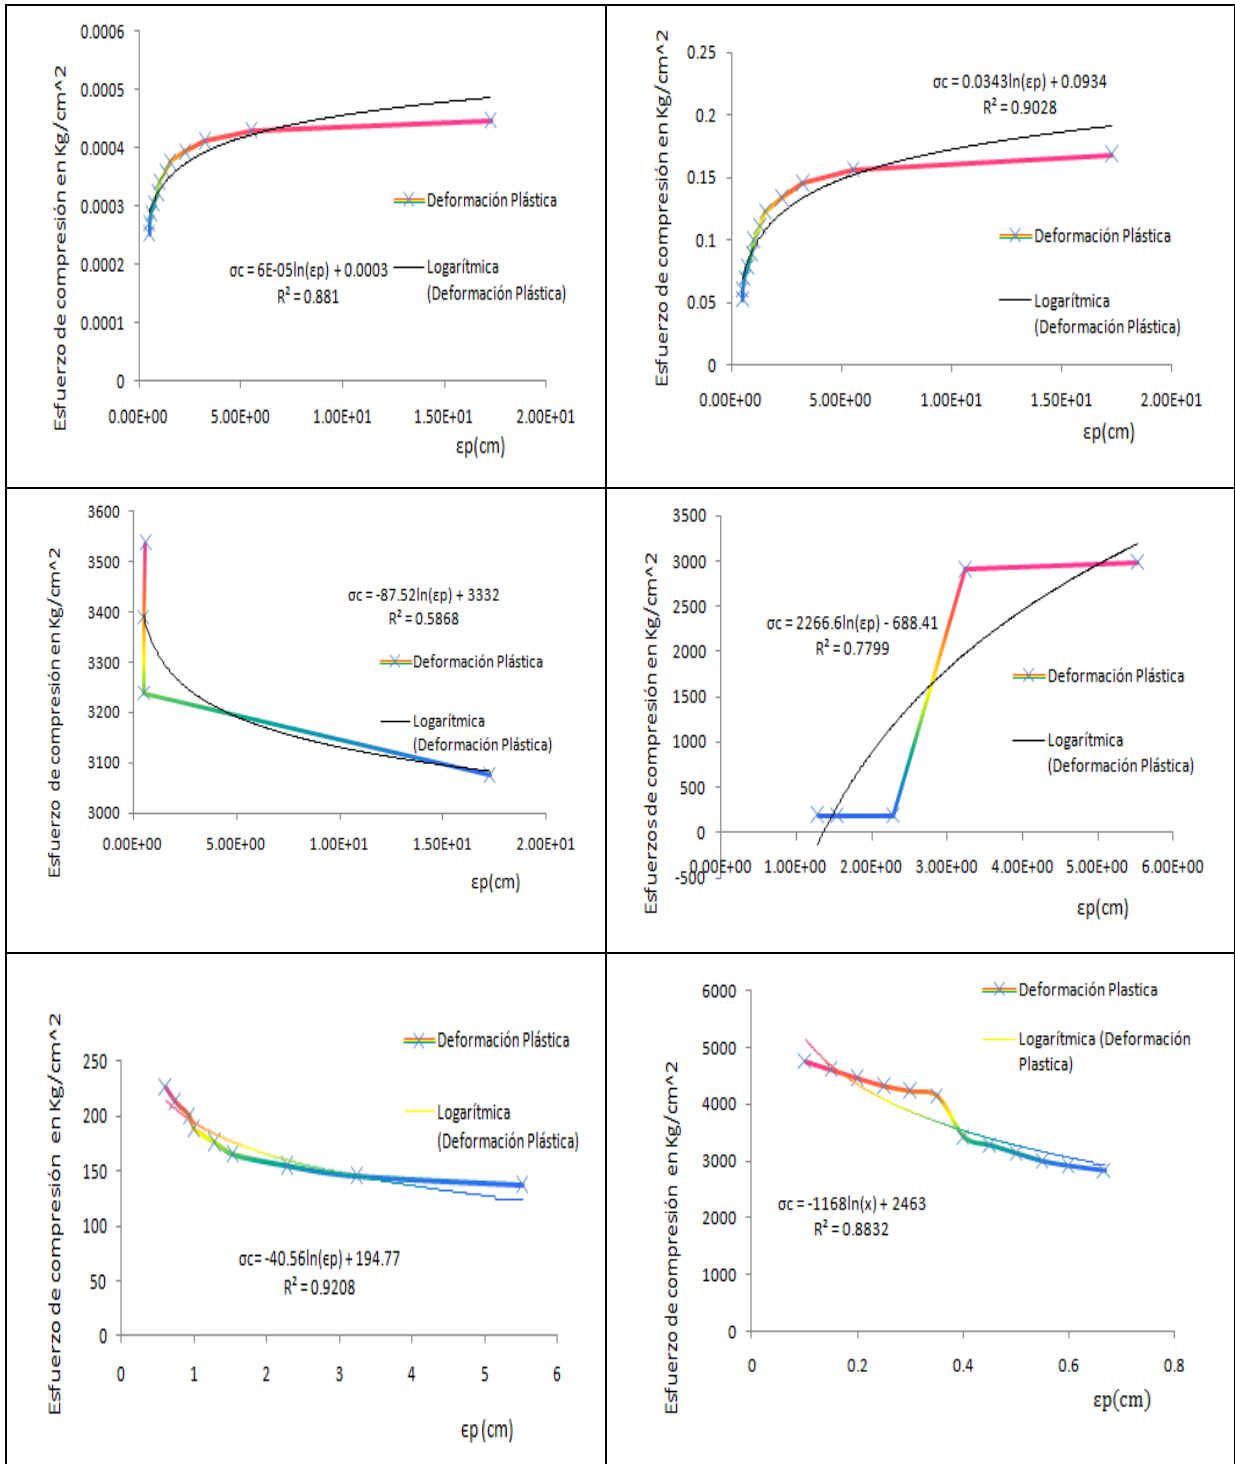 Esfuerzo de compresión en Kg/cm^2
0.0006
0.0005
0.0004
0.0003
0.0002
0.0001
0
Deformación Plástica
σc = 6E-05ln(εp) + 0.0003
R² = 0.881
Logarítmica
(Deformación Plástica)
0.00E+00 5.00E+00 1.00E+01 1.50E+01 2.00E+01
εp(cm)
Esfuerzo de compresión en Kg/cm^2
0.25
0.2
0.15
0.1
0.05
0
σc = 0.0343ln(εp) + 0.0934
R² = 0.9028
Deformación Plástica
Logarítmica
(Deformación Plástica)
0.00E+00 5.00E+00 1.00E+01 1.50E+01 2.00E+01
εp(cm)
Esfuerzo de compresión en Kg/cm^2
3600
3500
3400
3300
3200
3100
3000
σc = -87.52ln(εp) + 3332
R² = 0.5868
Deformación Plástica
Logarítmica
(Deformación Plástica)
0.00E+00 5.00E+00 1.00E+01 1.50E+01 2.00E+01
εp(cm)
Esfuerzos de compresión en Kg/cm^2
3500
3000
2500
2000
1500
1000
500
0
-500
σc = 2266.6ln(εp) - 688.41
R² = 0.7799
Deformación Plástica
Logarítmica
(Deformación Plástica)
0.00E+00 1.00E+00 2.00E+00 3.00E+00 4.00E+00 5.00E+00 6.00E+00
εp(cm)
Esfuerzo de compresión en Kg/cm^2
250
200
150
100
50
0
Deformación Plástica
Logarítmica
(Deformación Plástica)
σc= -40.56ln(εp) + 194.77
R² = 0.9208
0 1 2 3 4 5 6
εp (cm)
Esfuerzo de compresión en Kg/cm^2
6000
5000
4000
3000
2000
1000
0
Deformación Plastica
Logarítmica (Deformación
Plastica)
σc = -1168ln(x) + 2463
R² = 0.8832
0 0.2 0.4 0.6 0.8
εp(cm)